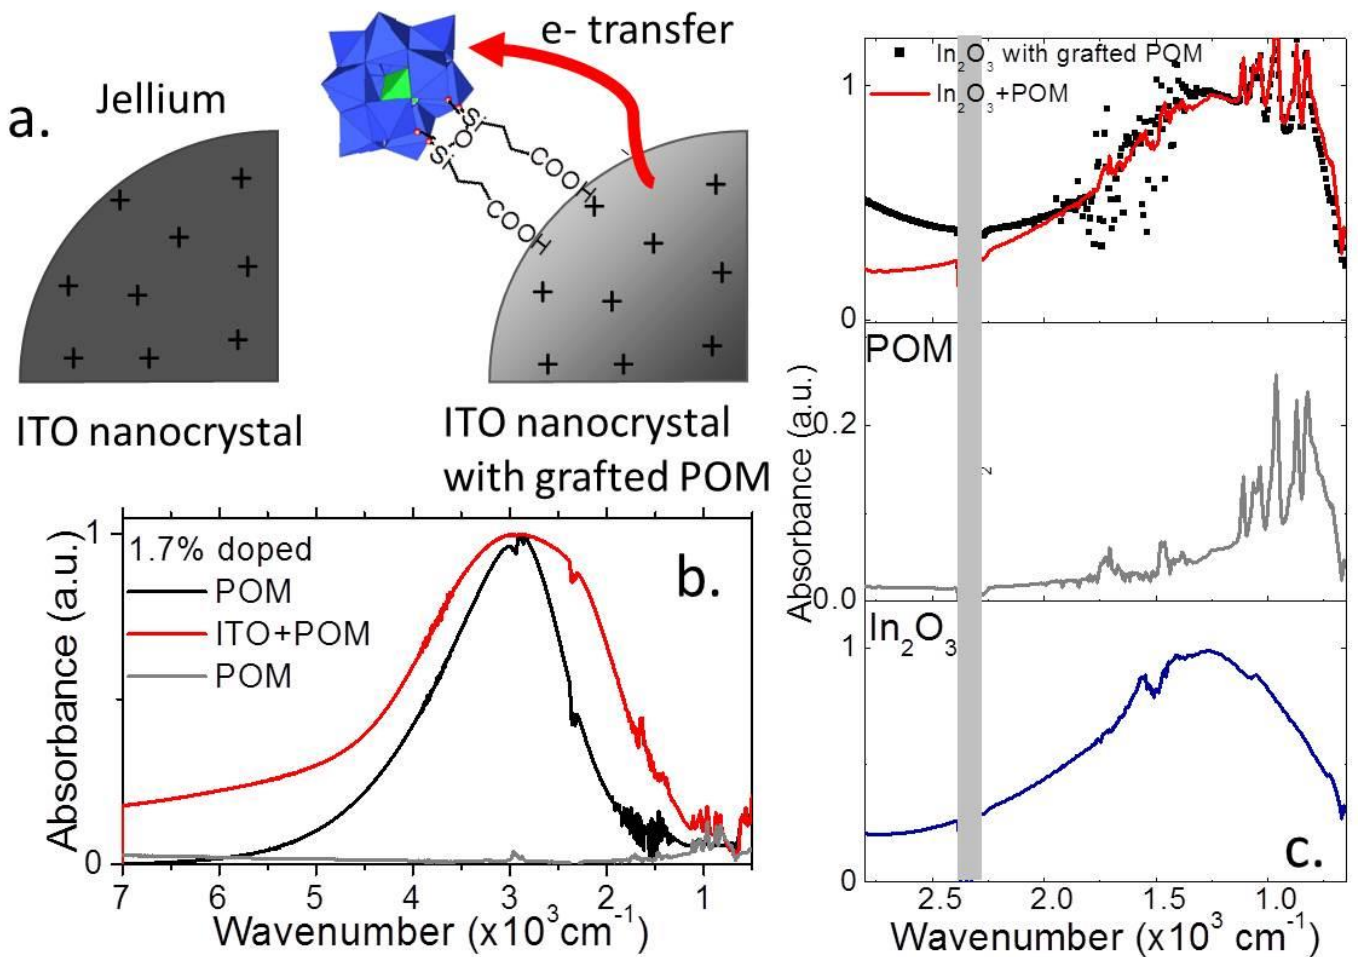 a.
Jellium
e- transfer
Si
O
Si
COOH
COOH
ITO nanocrystal
ITO nanocrystal
with grafted POM
b.
1.7% doped
POM
ITO+POM
POM
Absorbance (a.u.)
1
0
7 6 5 4 3 2 1
Wavenumber (x10³cm⁻¹)
In₂O₃ with grafted POM
In₂O₃+POM
1
0
POM
0.2
0.0
2
Absorbance (a.u.)
In₂O₃
1
0
c.
2.5 2.0 1.5 1.0
Wavenumber (x10³cm⁻¹)